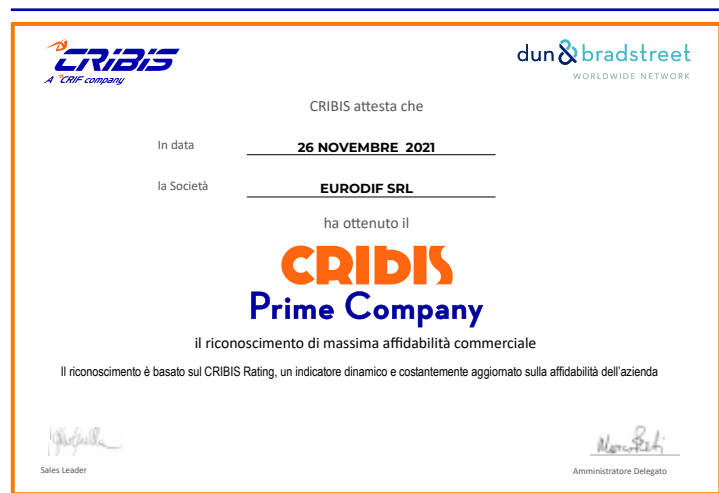 CRIBIS
A CRIF company
dun & bradstreet
WORLDWIDE NETWORK
CRIBIS attesta che
In data 26 NOVEMBRE 2021
la Società EURODIF SRL
ha ottenuto il
CRIBIS
Prime Company
il riconoscimento di massima affidabilità commerciale
Il riconoscimento è basato sul CRIBIS Rating, un indicatore dinamico e costantemente aggiornato sulla affidabilità dell'azienda
Sales Leader
Amministratore Delegato